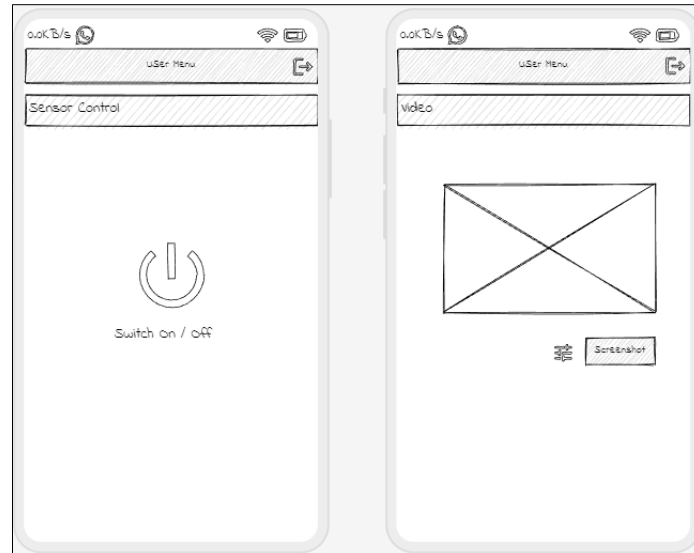 0.0KB/s
User Menu
Sensor Control
Switch on / off
0.0KB/s
User Menu
Video
Screenshot